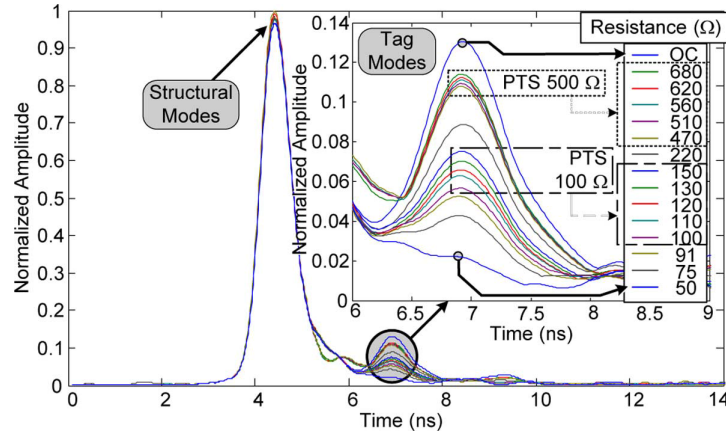 Normalized Amplitude
1
0.9
0.8
0.7
0.6
0.5
0.4
0.3
0.2
0.1
0
0 2 4 6 8 10 12 14
Time (ns)
Structural
Modes
Normalized Amplitude
0.14
0.12
0.1
0.08
0.06
0.04
0.02
0
6 6.5 7 7.5 8 8.5 9
Time (ns)
Tag
Modes
PTS 500 Ω
PTS
100 Ω
Resistance (Ω)
OC
680
620
560
510
470
220
150
130
120
110
100
91
75
50